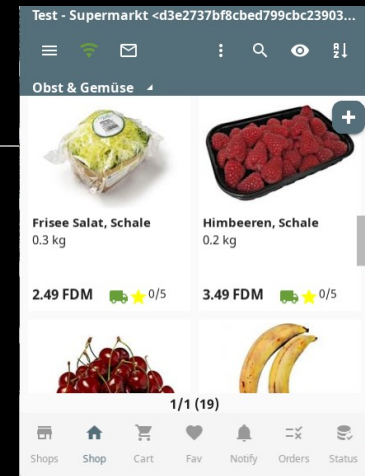 Test - Supermarkt <d3e2737bf8cbed799cbc23903...
Obst & Gemüse
Frisee Salat, Schale
0.3 kg
2.49 FDM 0/5
Himbeeren, Schale
0.2 kg
3.49 FDM 0/5
1/1 (19)
Shops Shop Cart Fav Notify Orders Status